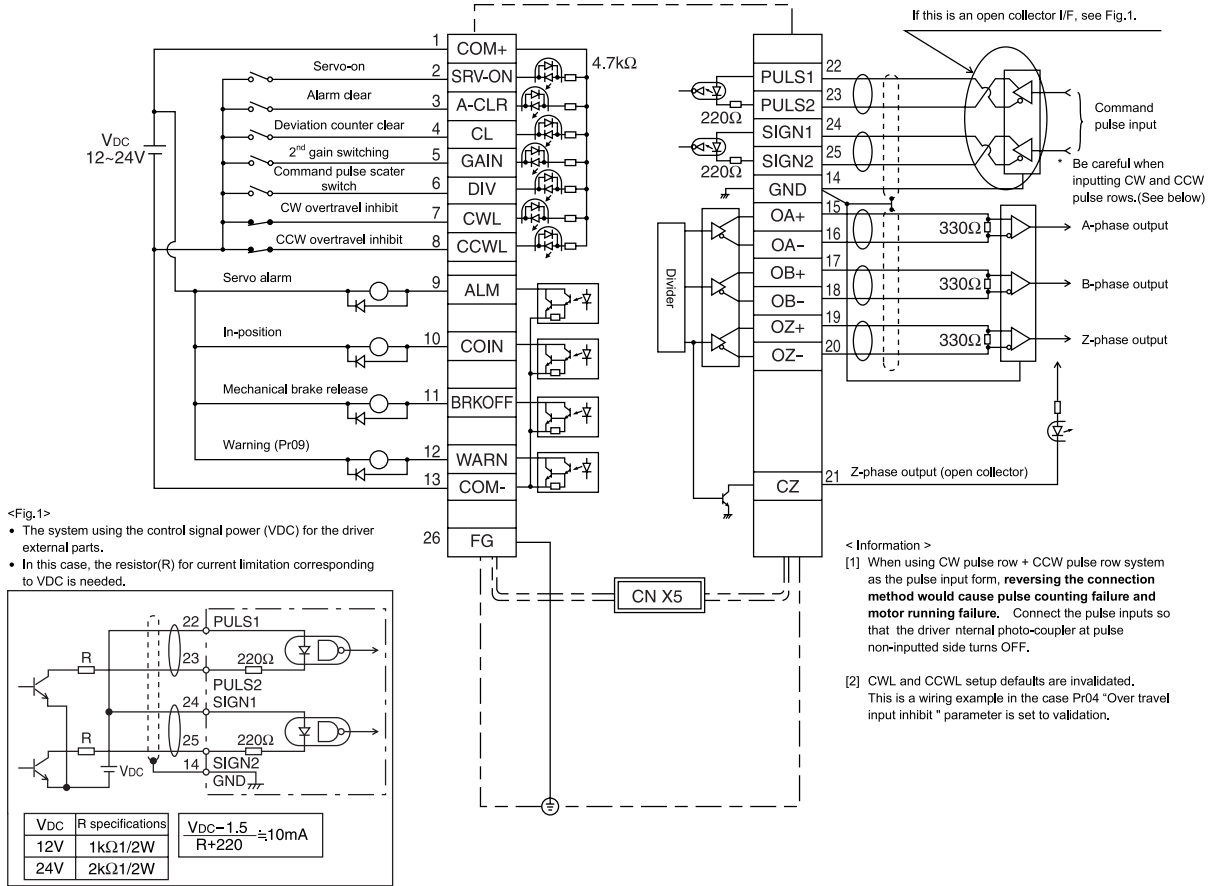 If this is an open collector I/F, see Fig.1.
1 COM+
4.7kΩ
Servo-on 2 SRV-ON
Alarm clear 3 A-CLR
Deviation counter clear 4 CL
2nd gain switching 5 GAIN
Command pulse scater
switch 6 DIV
CW overtravel inhibit 7 CWL
CCW overtravel inhibit 8 CCWL
VDC
12~24V
Servo alarm 9 ALM
In-position 10 COIN
Mechanical brake release 11 BRKOFF
Warning (Pr09) 12 WARN
13 COM-
26 FG
PULS1 22
PULS2 23
220Ω
SIGN1 24
SIGN2 25
220Ω
GND 14
OA+ 15
OA- 16
OB+ 17
OB- 18
OZ+ 19
OZ- 20
Divider
CZ 21
Command
pulse input
* Be careful when
inputting CW and CCW
pulse rows.(See below)
330Ω A-phase output
330Ω B-phase output
330Ω Z-phase output
Z-phase output (open collector)
CN X5
<Fig.1>
• The system using the control signal power (VDC) for the driver
external parts.
• In this case, the resistor(R) for current limitation corresponding
to VDC is needed.
22 PULS1
R 23 220Ω
PULS2
24 SIGN1
R 25 220Ω
SIGN2
14 GND
VDC
VDC R specifications
12V 1kΩ1/2W
24V 2kΩ1/2W
VDC−1.5
R+220
≒10mA
< Information >
[1] When using CW pulse row + CCW pulse row system
as the pulse input form, reversing the connection
method would cause pulse counting failure and
motor running failure. Connect the pulse inputs so
that the driver nternal photo-coupler at pulse
non-inputted side turns OFF.
[2] CWL and CCWL setup defaults are invalidated.
This is a wiring example in the case Pr04 “Over travel
input inhibit ” parameter is set to validation.